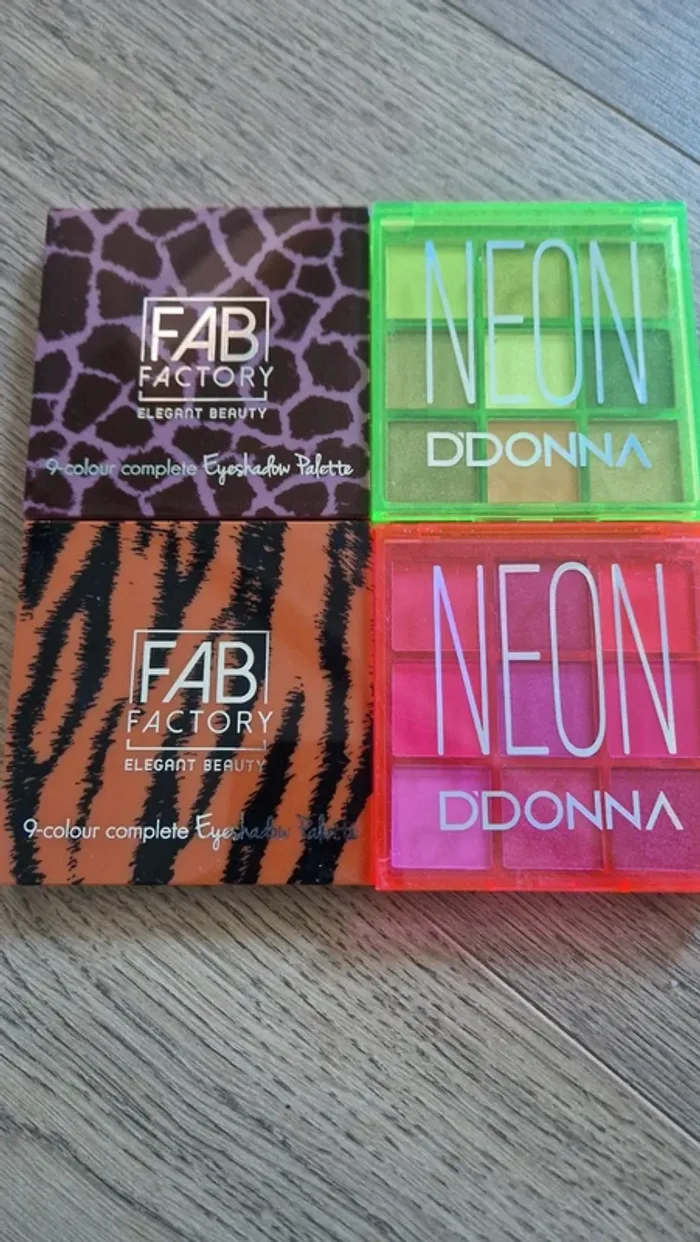 FAB
FACTORY
ELEGANT BEAUTY
9-colour complete Eyeshadow Palette
NEON
D'DONNA
FAB
FACTORY
ELEGANT BEAUTY
9-colour complete Eyeshadow Palette
NEON
D'DONNA